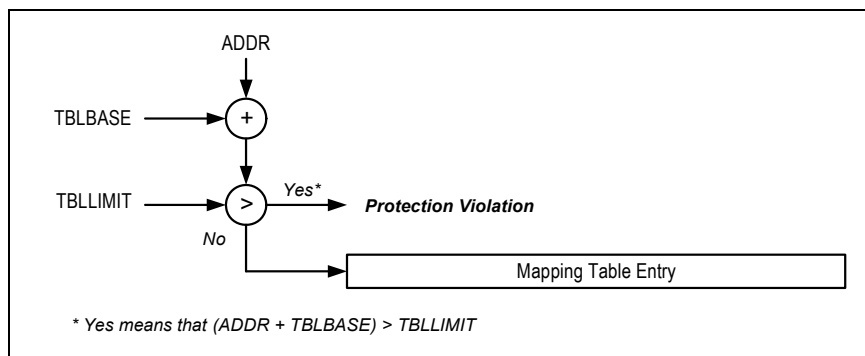 ADDR
TBLBASE
+
TBLLIMIT
>
Yes*
Protection Violation
No
Mapping Table Entry
* Yes means that (ADDR + TBLBASE) > TBLLIMIT